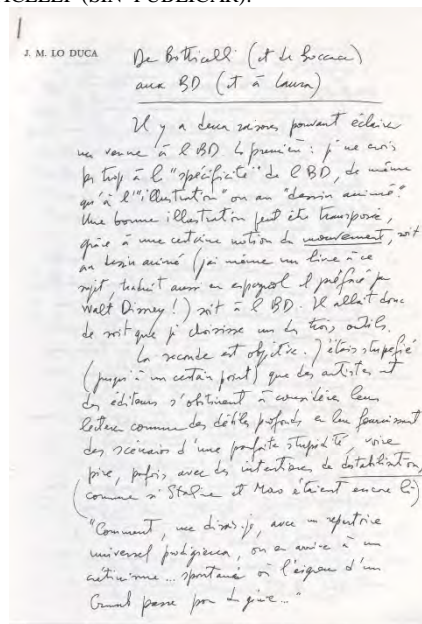 (SIN PUBLICAR).
1
J. M. LO DUCA
De Botticelli (et de Boccace)
aux BD (et à Laura)
Il y a deux raisons pouvant éclairer
ma venue à l BD. La première : je ne crois
pas trop à l "spécificité" de l BD, de même
qu'à l'"illustration" ou au "dessin animé".
Une bonne illustration peut être transposée,
grâce à une certaine notion du mouvement, soit
au dessin animé (j'ai même un livre à ce
sujet, traduit aussi en espagnol et préfacé par
Walt Disney!) soit à l BD. Il allait donc
de soit que je choisisse un des trois outils.
La seconde est objective. J'étais stupéfié
(jusqu'à un certain point) que des artistes et
des éditeurs s'obstinent à considérer leurs
lecteurs comme des débiles profonds en leur fournissant
des scénarios d'une parfaite stupidité, voire
pire, parfois avec des intentions de
(comme si Staline et Mao étaient encore là)
"Comment, me disais-je, avec un répertoire
universel prodigieux, on en arrive à un
crétinisme... spontané où l' d'un
passe pour du génie..."